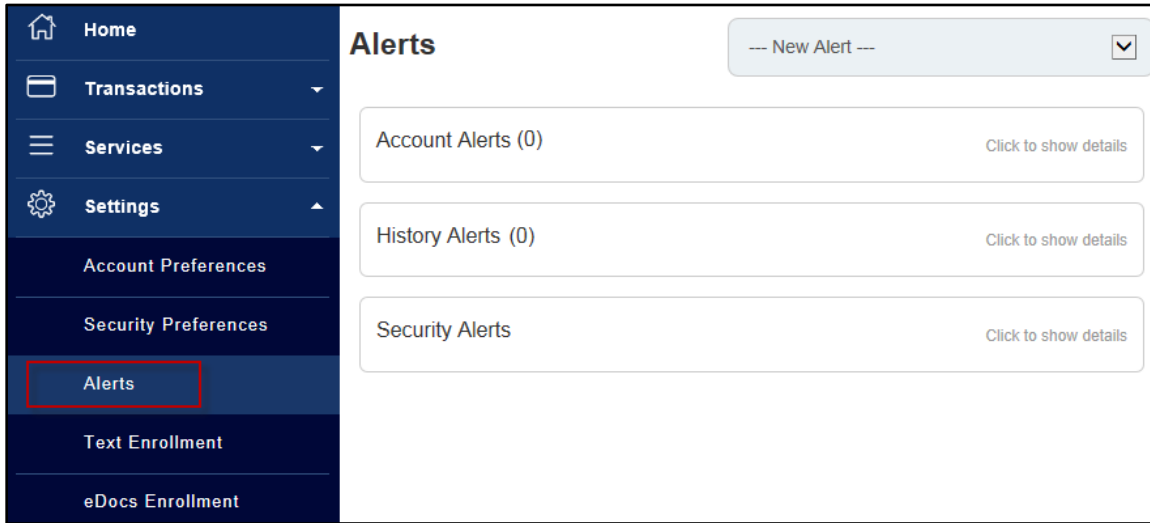 Home
Transactions
Services
Settings
Account Preferences
Security Preferences
Alerts
Text Enrollment
eDocs Enrollment
Alerts
--- New Alert ---
Account Alerts (0)
Click to show details
History Alerts (0)
Click to show details
Security Alerts
Click to show details